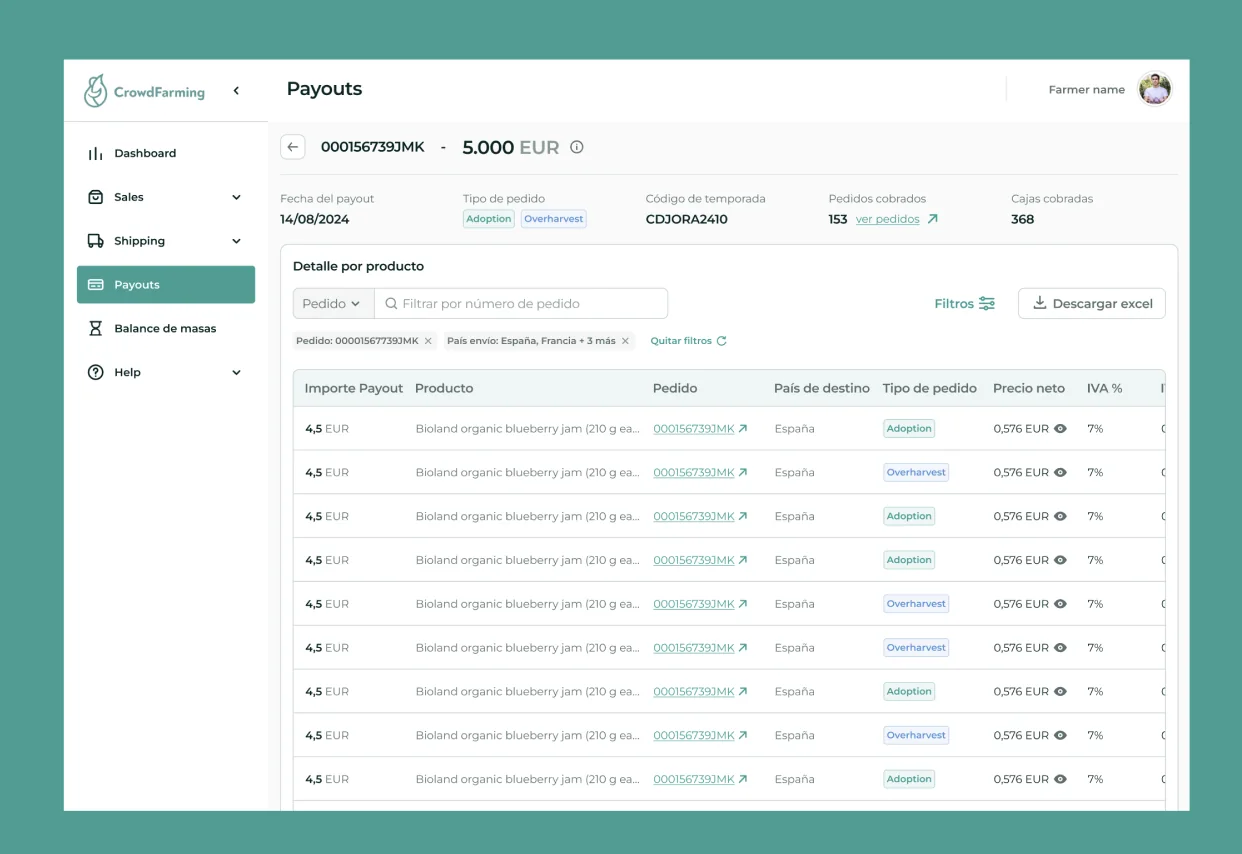 CrowdFarming
Payouts
Farmer name
Dashboard
Sales
Shipping
Payouts
Balance de masas
Help
000156739JMK - 5.000 EUR
Fecha del payout
14/08/2024
Tipo de pedido
Adoption Overharvest
Código de temporada
CDJORA2410
Pedidos cobrados
153 ver pedidos
Cajas cobradas
368
Detalle por producto
Pedido Filtrar por número de pedido
Filtros
Descargar excel
Pedido: 00001567739JMK País envío: España, Francia + 3 más Quitar filtros
Importe Payout Producto Pedido País de destino Tipo de pedido Precio neto IVA %
4,5 EUR Bioland organic blueberry jam (210 g ea... 000156739JMK España Adoption 0,576 EUR 7%
4,5 EUR Bioland organic blueberry jam (210 g ea... 000156739JMK España Overharvest 0,576 EUR 7%
4,5 EUR Bioland organic blueberry jam (210 g ea... 000156739JMK España Adoption 0,576 EUR 7%
4,5 EUR Bioland organic blueberry jam (210 g ea... 000156739JMK España Adoption 0,576 EUR 7%
4,5 EUR Bioland organic blueberry jam (210 g ea... 000156739JMK España Overharvest 0,576 EUR 7%
4,5 EUR Bioland organic blueberry jam (210 g ea... 000156739JMK España Overharvest 0,576 EUR 7%
4,5 EUR Bioland organic blueberry jam (210 g ea... 000156739JMK España Adoption 0,576 EUR 7%
4,5 EUR Bioland organic blueberry jam (210 g ea... 000156739JMK España Overharvest 0,576 EUR 7%
4,5 EUR Bioland organic blueberry jam (210 g ea... 000156739JMK España Adoption 0,576 EUR 7%